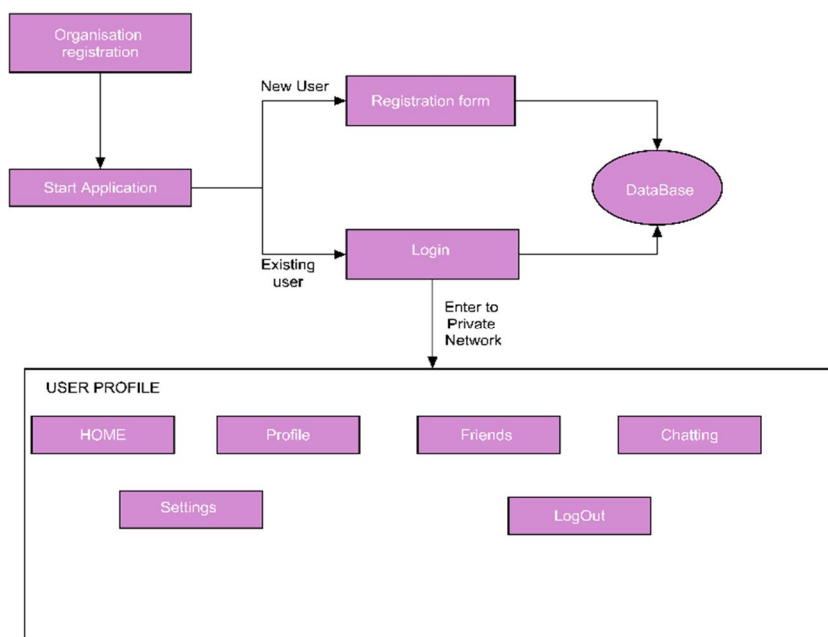 Organisation
registration
New User
Registration form
Start Application
DataBase
Existing
user
Login
Enter to
Private
Network
USER PROFILE
HOME
Profile
Friends
Chatting
Settings
LogOut